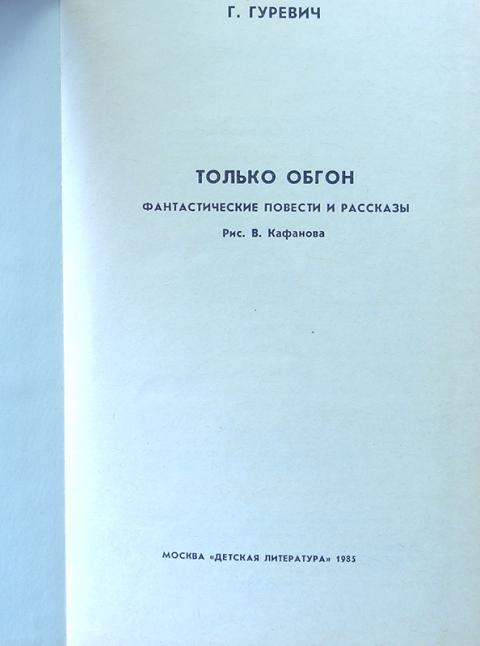 Г. ГУРЕВИЧ
ТОЛЬКО ОБГОН
ФАНТАСТИЧЕСКИЕ ПОВЕСТИ И РАССКАЗЫ
Рис. В. Кафанова
МОСКВА «ДЕТСКАЯ ЛИТЕРАТУРА» 1985